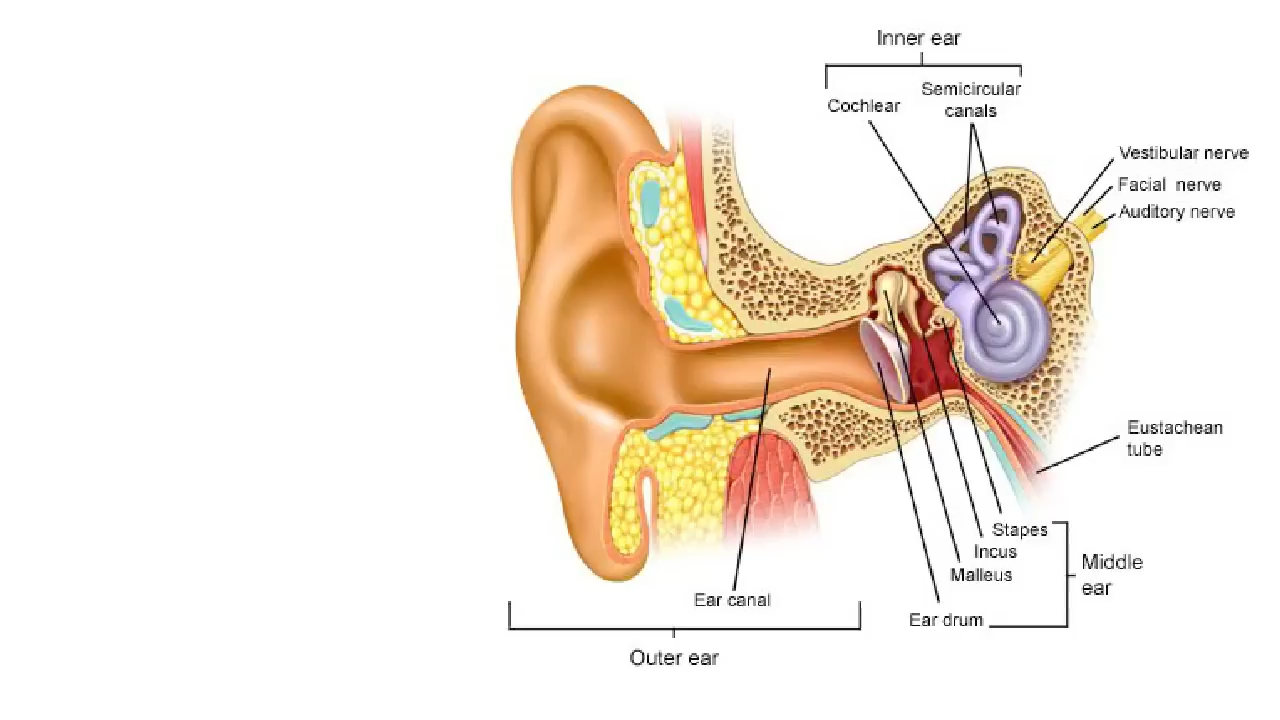 Inner ear
Semicircular
canals
Cochlear
Vestibular nerve
Facial nerve
Auditory nerve
Eustachean
tube
Stapes
Incus
Malleus
Ear drum
Middle
ear
Ear canal
Outer ear